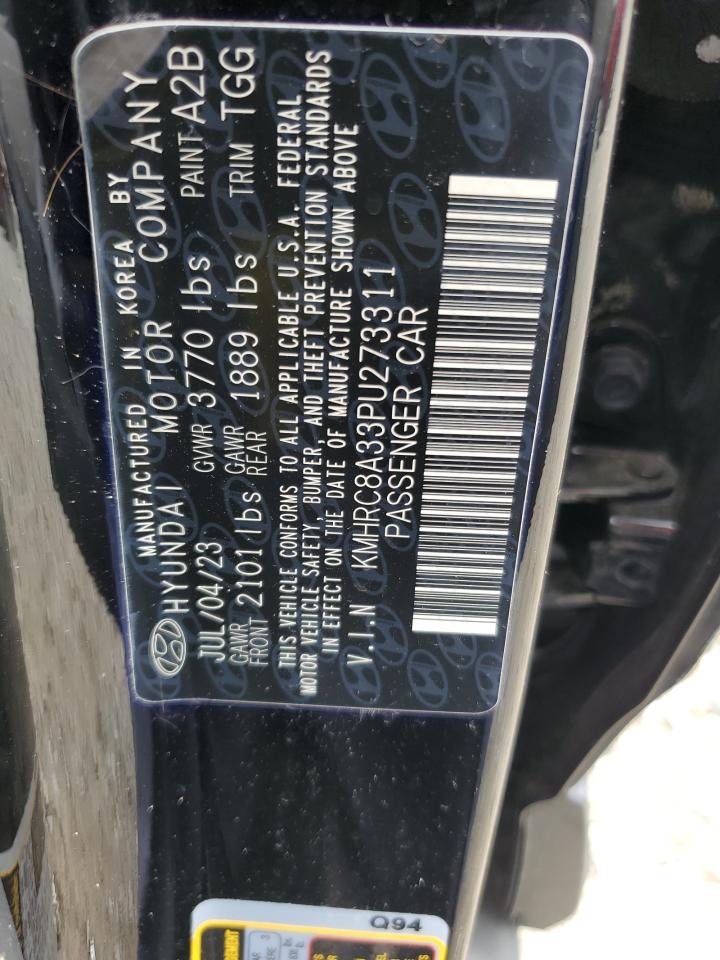 MANUFACTURED IN KOREA BY
HYUNDAI MOTOR COMPANY
JUL/04/23 GVWR 3770 lbs PAINT A2B
GAWR FRONT 2101 lbs GAWR REAR 1889 lbs TRIM TGG
THIS VEHICLE CONFORMS TO ALL APPLICABLE U.S.A. FEDERAL
MOTOR VEHICLE SAFETY, BUMPER, AND THEFT PREVENTION STANDARDS
IN EFFECT ON THE DATE OF MANUFACTURE SHOWN ABOVE
V.I.N KMHRC8A33PU273311
PASSENGER CAR
Q94